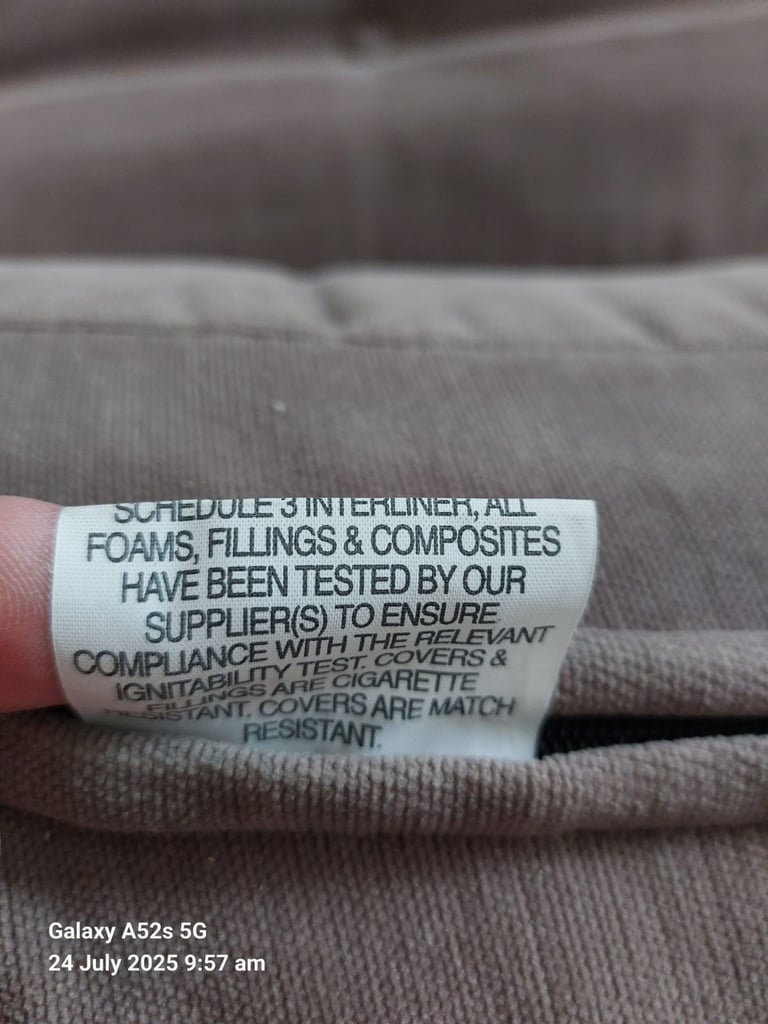 SCHEDULE 3 INTERLINER, ALL
FOAMS, FILLINGS & COMPOSITES
HAVE BEEN TESTED BY OUR
SUPPLIER(S) TO ENSURE
COMPLIANCE WITH THE RELEVANT
IGNITABILITY TEST. COVERS &
FILLINGS ARE CIGARETTE
RESISTANT. COVERS ARE MATCH
RESISTANT.
Galaxy A52s 5G
24 July 2025 9:57 am